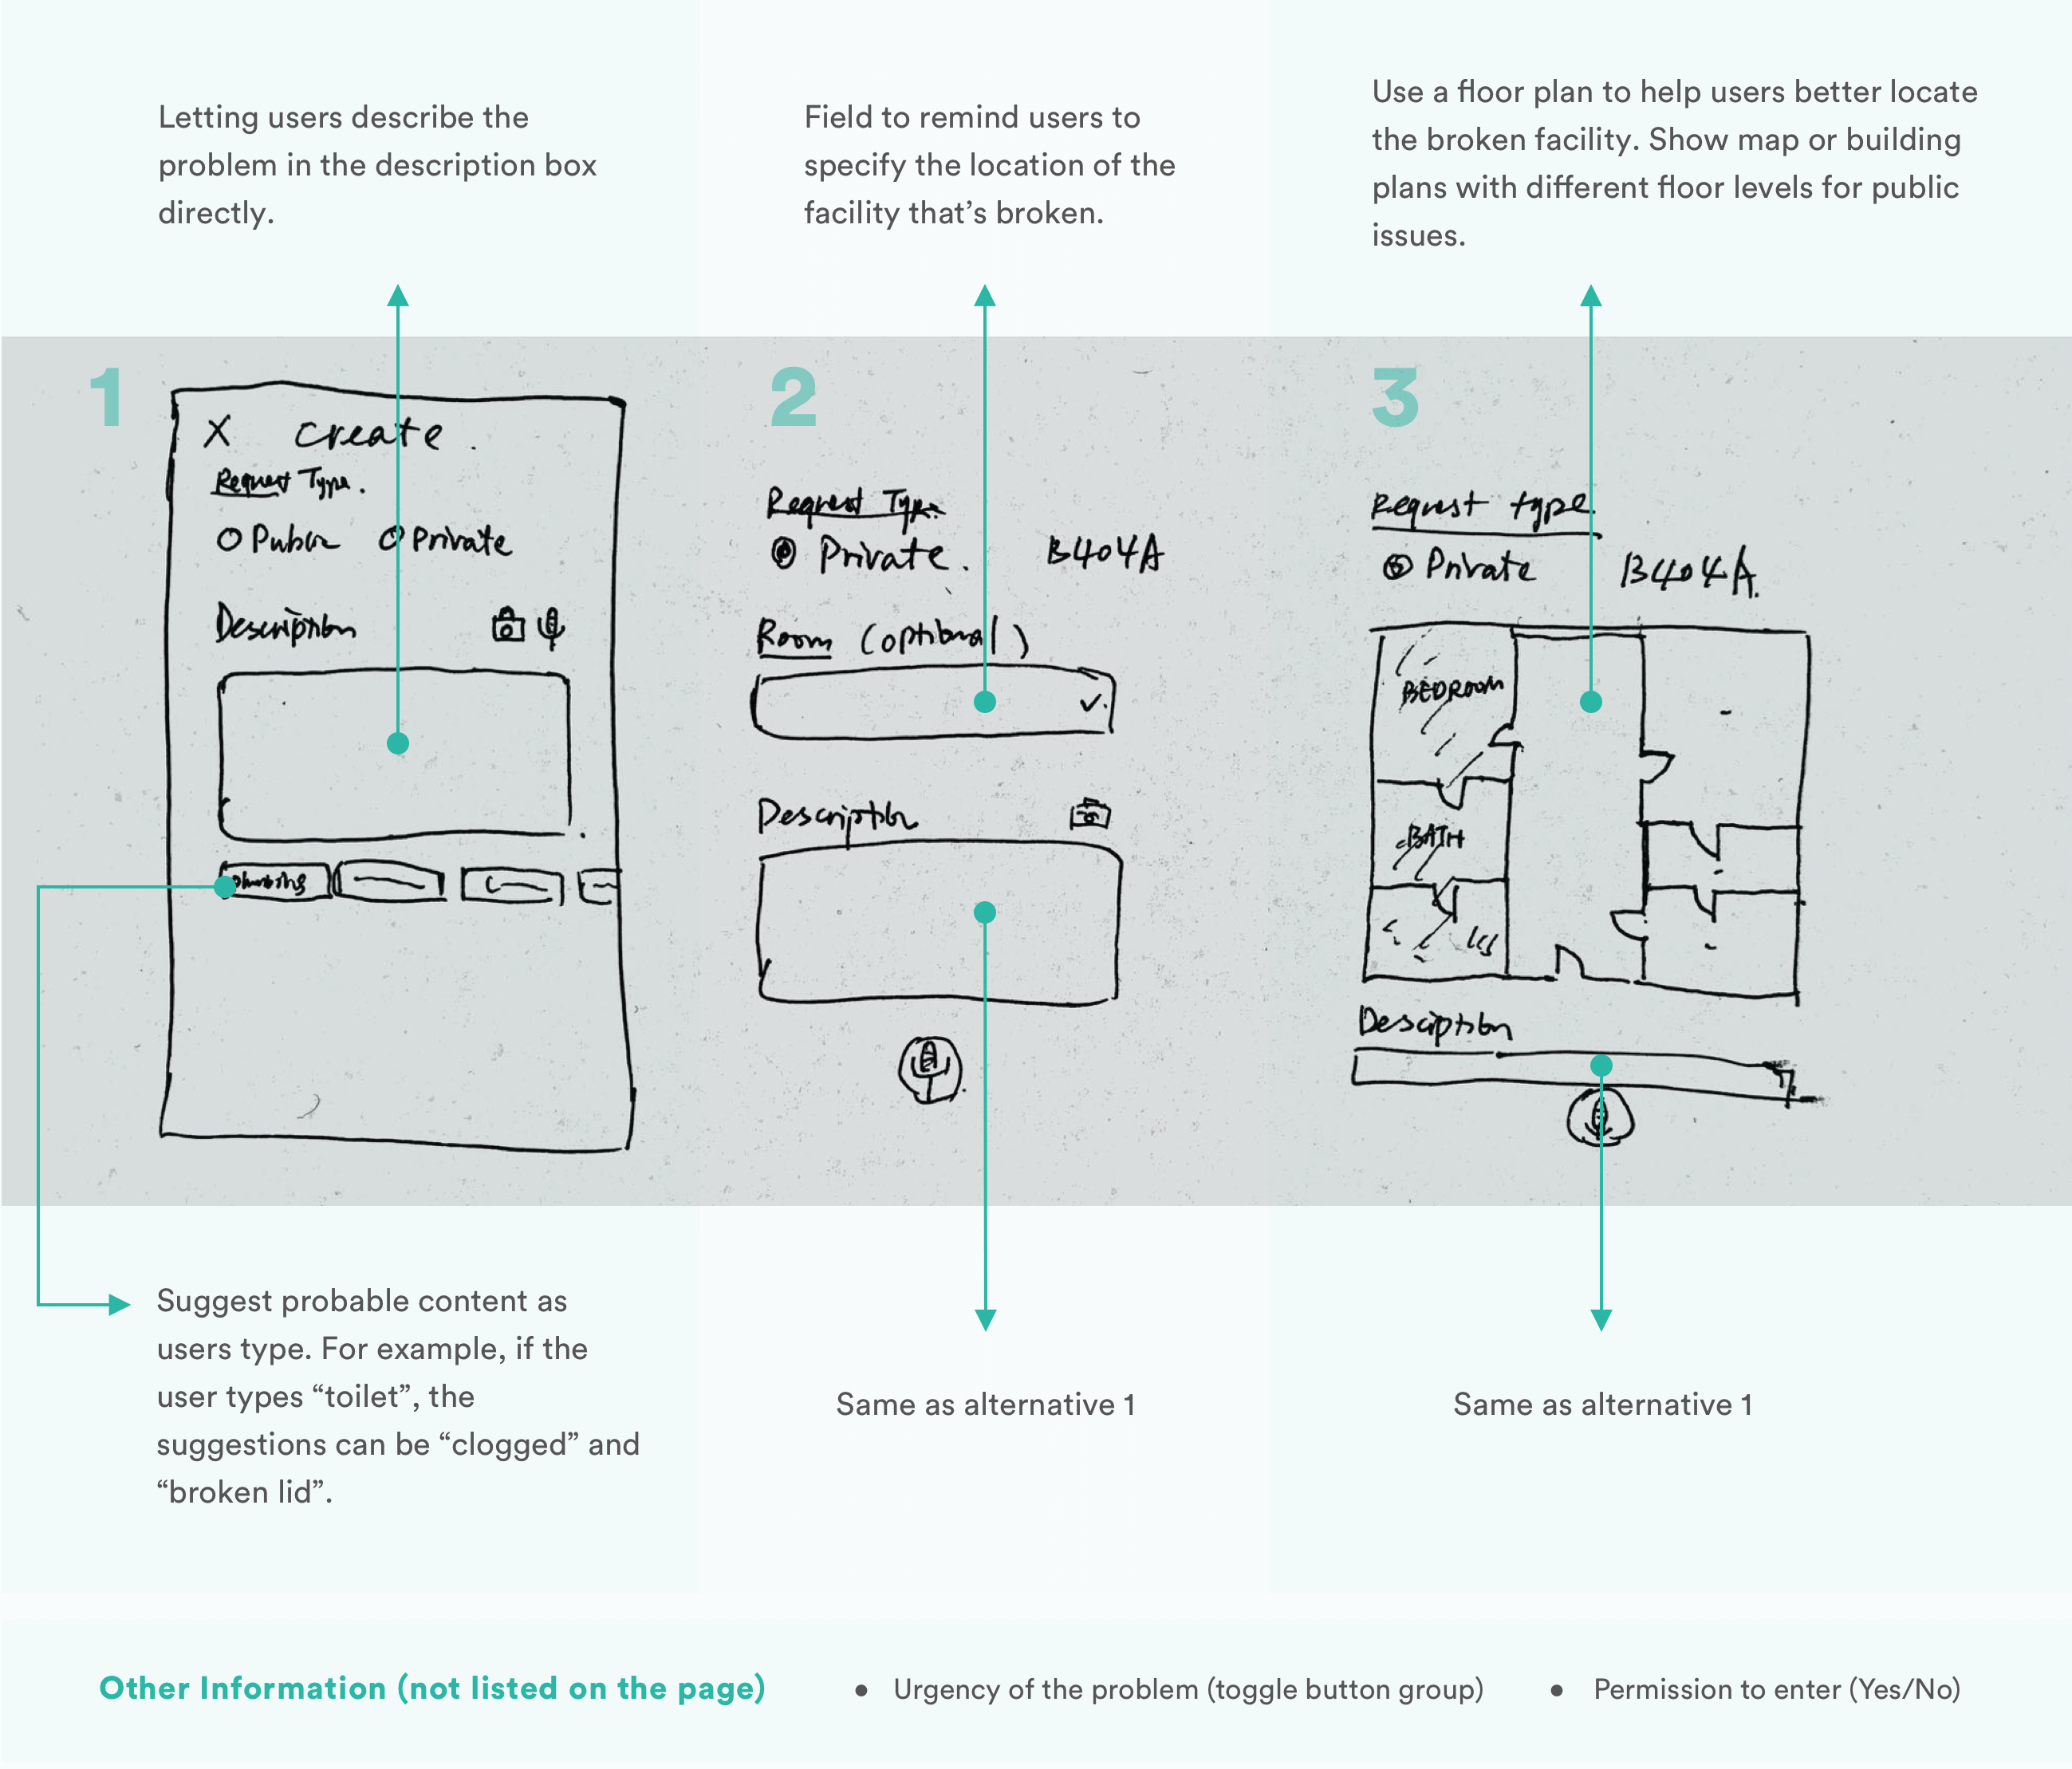 Letting users describe the
problem in the description box
directly.
Field to remind users to
specify the location of the
facility that’s broken.
Use a floor plan to help users better locate
the broken facility. Show map or building
plans with different floor levels for public
issues.
1
X Create.
Request Type.
Public Private
Description
Plumbing
2
Request Type
Private. B404A
Room (optional)
Description
3
Request type
Private B404A.
BEDROOM
BATH
Desciption
Suggest probable content as
users type. For example, if the
user types “toilet”, the
suggestions can be “clogged” and
“broken lid”.
Same as alternative 1
Same as alternative 1
Other Information (not listed on the page)
• Urgency of the problem (toggle button group)
• Permission to enter (Yes/No)